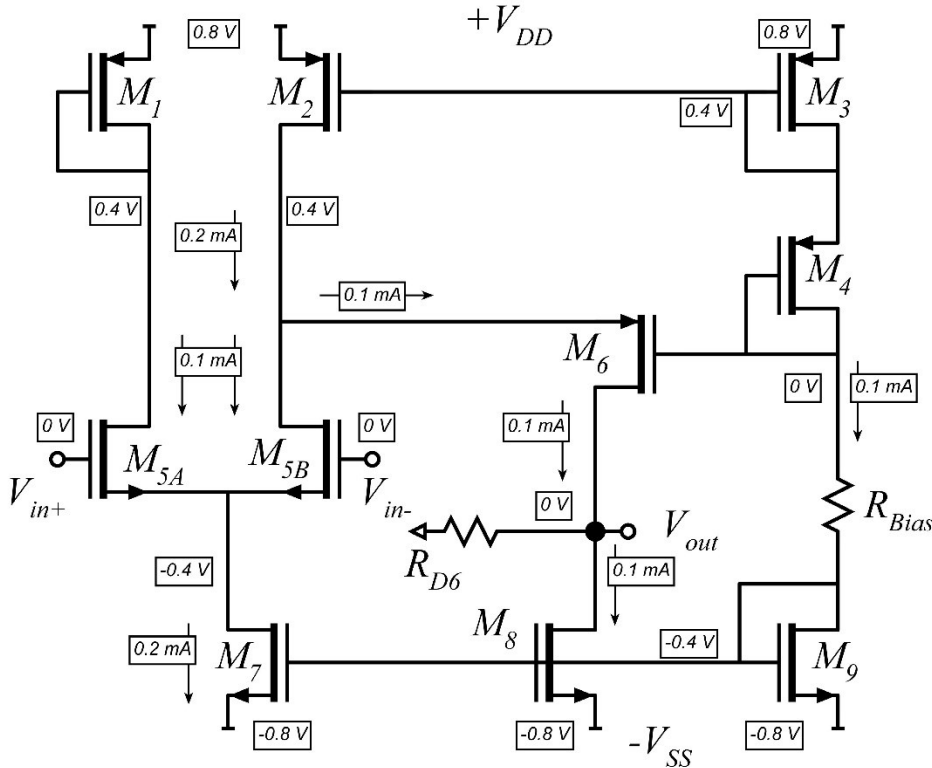 0.8 V
+V_DD
0.8 V
M_1
M_2
M_3
0.4 V
0.4 V
0.4 V
0.2 mA
M_4
0.1 mA
M_6
0.1 mA
0 V
0.1 mA
0 V
0 V
0.1 mA
M_5A
M_5B
V_in+
V_in-
0 V
R_Bias
V_out
R_D6
-0.4 V
0.1 mA
M_8
0.2 mA
M_7
-0.4 V
M_9
-0.8 V
-0.8 V
-V_SS
-0.8 V